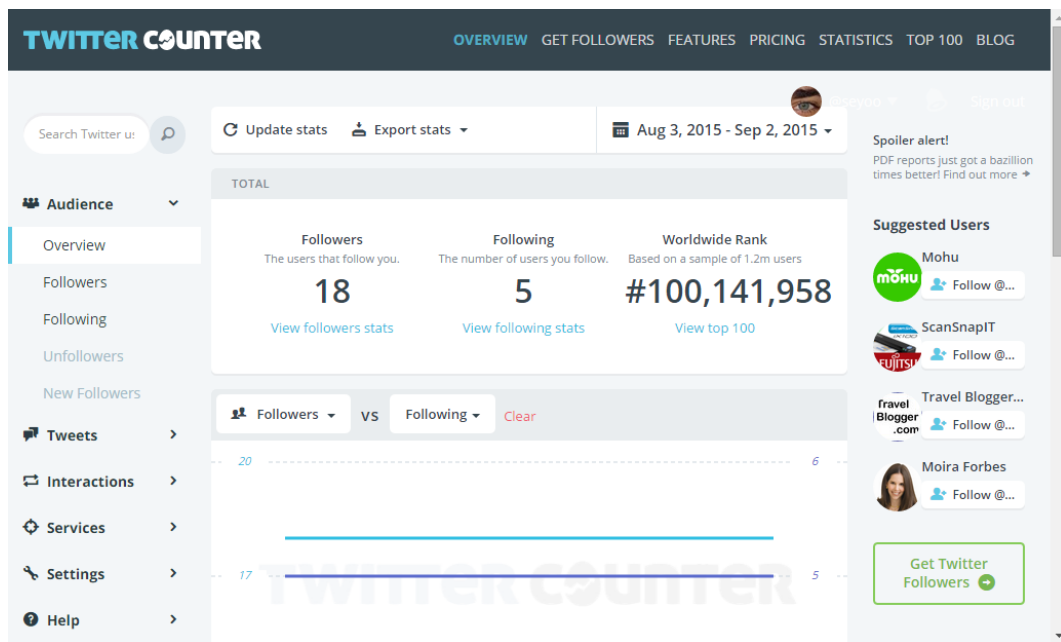 TWITTER COUNTER
OVERVIEW GET FOLLOWERS FEATURES PRICING STATISTICS TOP 100 BLOG
Sign out
Search Twitter u
Update stats
Export stats
Aug 3, 2015 - Sep 2, 2015
Spoiler alert!
PDF reports just got a bazillion
times better! Find out more
Audience
Overview
Followers
Following
Unfollowers
New Followers
Tweets
Interactions
Services
Settings
Help
TOTAL
Followers
The users that follow you.
18
View followers stats
Following
The number of users you follow.
5
View following stats
Worldwide Rank
Based on a sample of 1.2m users
#100,141,958
View top 100
Followers vs Following Clear
20 6
17 5
TWITTER COUNTER
Suggested Users
Mohu
mohu
Follow @...
ScanSnapIT
FUJITSU
Follow @...
Travel Blogger...
Travel
Blogger
.com
Follow @...
Moira Forbes
Follow @...
Get Twitter
Followers